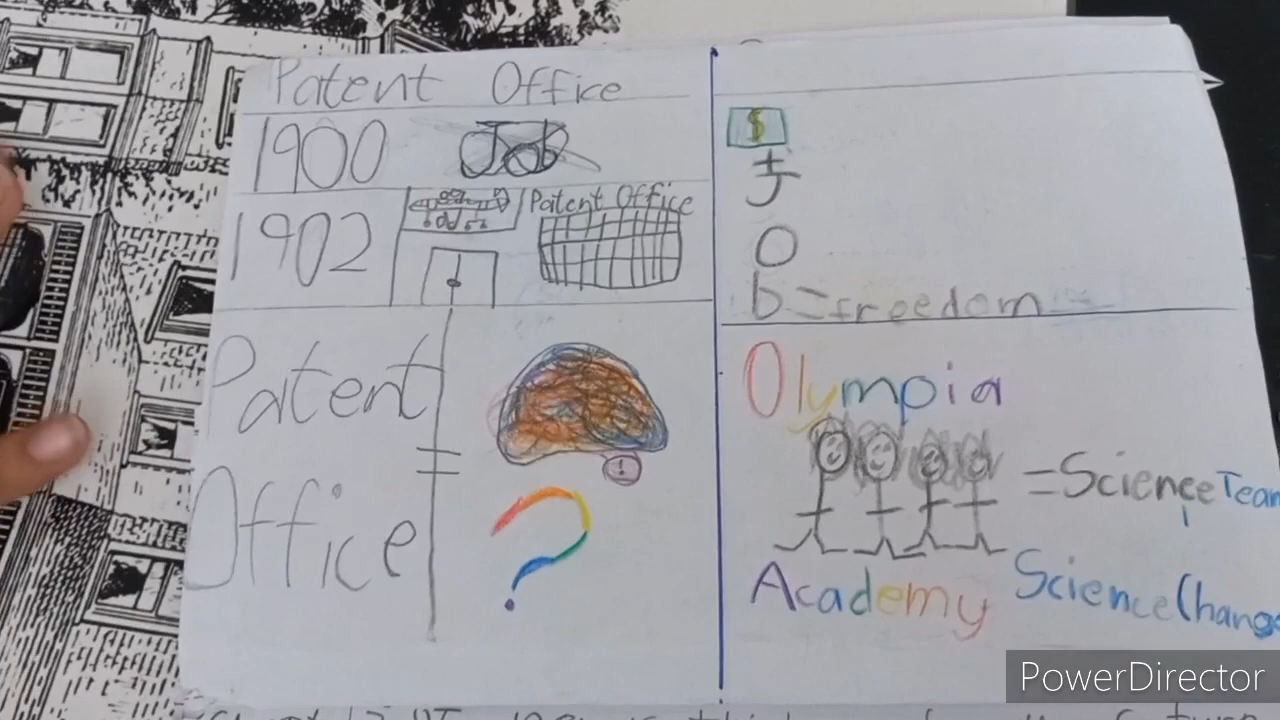 Patent Office
1900 Job
1902
Patent Office
Patent
=
Office
!
?
$
+
J
o
b = freedom
Olympia
= Science Team
Academy
Science Change
PowerDirector